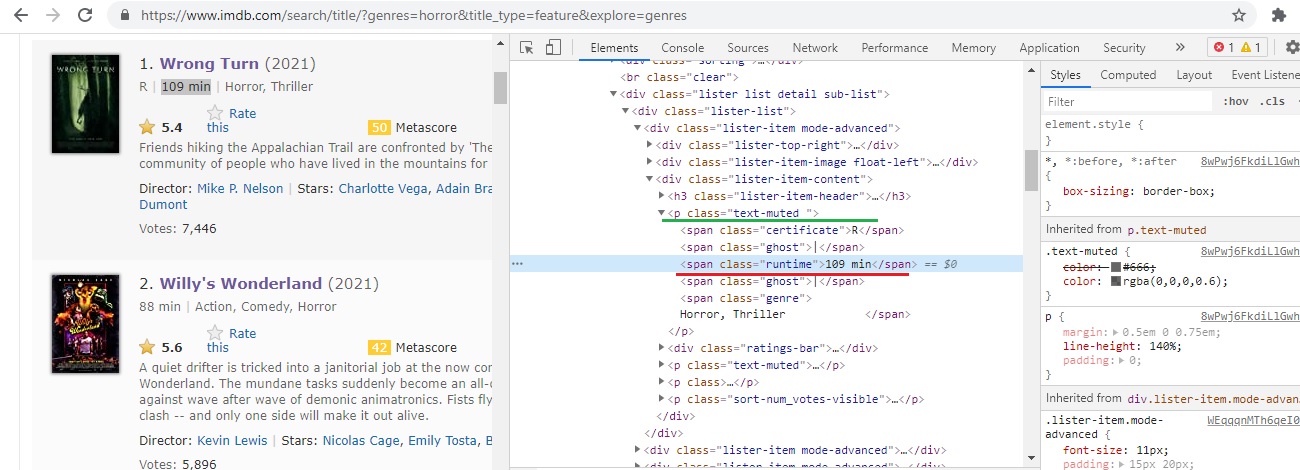 https://www.imdb.com/search/title/?genres=horror&title_type=feature&explore=genres
WRONG TURN
1. Wrong Turn (2021)
R | 109 min | Horror, Thriller
5.4
Rate this
50 Metascore
Friends hiking the Appalachian Trail are confronted by 'The
community of people who have lived in the mountains for
Director: Mike P. Nelson | Stars: Charlotte Vega, Adain Bra
Dumont
Votes: 7,446
2. Willy's Wonderland (2021)
88 min | Action, Comedy, Horror
5.6
Rate this
42 Metascore
A quiet drifter is tricked into a janitorial job at the now con
Wonderland. The mundane tasks suddenly become an all-o
against wave after wave of demonic animatronics. Fists fly
clash -- and only one side will make it out alive.
Director: Kevin Lewis | Stars: Nicolas Cage, Emily Tosta, B
Votes: 5,896
Elements Console Sources Network Performance Memory Application Security » 1 1
<div class="sorting ">…</div>
<br class="clear">
<div class="lister list detail sub-list">
<div class="lister-list">
<div class="lister-item mode-advanced">
<div class="lister-top-right">…</div>
<div class="lister-item-image float-left">…</div>
<div class="lister-item-content">
<h3 class="lister-item-header">…</h3>
<p class="text-muted ">
<span class="certificate">R</span>
<span class="ghost">|</span>
… <span class="runtime">109 min</span> == $0
<span class="ghost">|</span>
<span class="genre">
Horror, Thriller </span>
</p>
<div class="ratings-bar">…</div>
<p class="text-muted">…</p>
<p class>…</p>
<p class="sort-num_votes-visible">…</p>
</div>
</div>
<div class="lister-item mode-advanced">…</div>
<div class="lister-item mode-advanced">…</div>
Styles Computed Layout Event Listene
Filter :hov .cls
element.style {
}
*, *:before, *:after 8wPwj6FkdiLlGwh
{
box-sizing: border-box;
}
Inherited from p.text-muted
.text-muted { 8wPwj6FkdiLlGwh
color: #666;
color: rgba(0,0,0,0.6);
}
p { 8wPwj6FkdiLlGwh
margin: 0.5em 0 0.75em;
line-height: 140%;
padding: 0;
}
Inherited from div.lister-item.mode-advan
.lister-item.mode- WEqqqnMTh6qeI0
advanced {
font-size: 11px;
padding: 15px 20px;